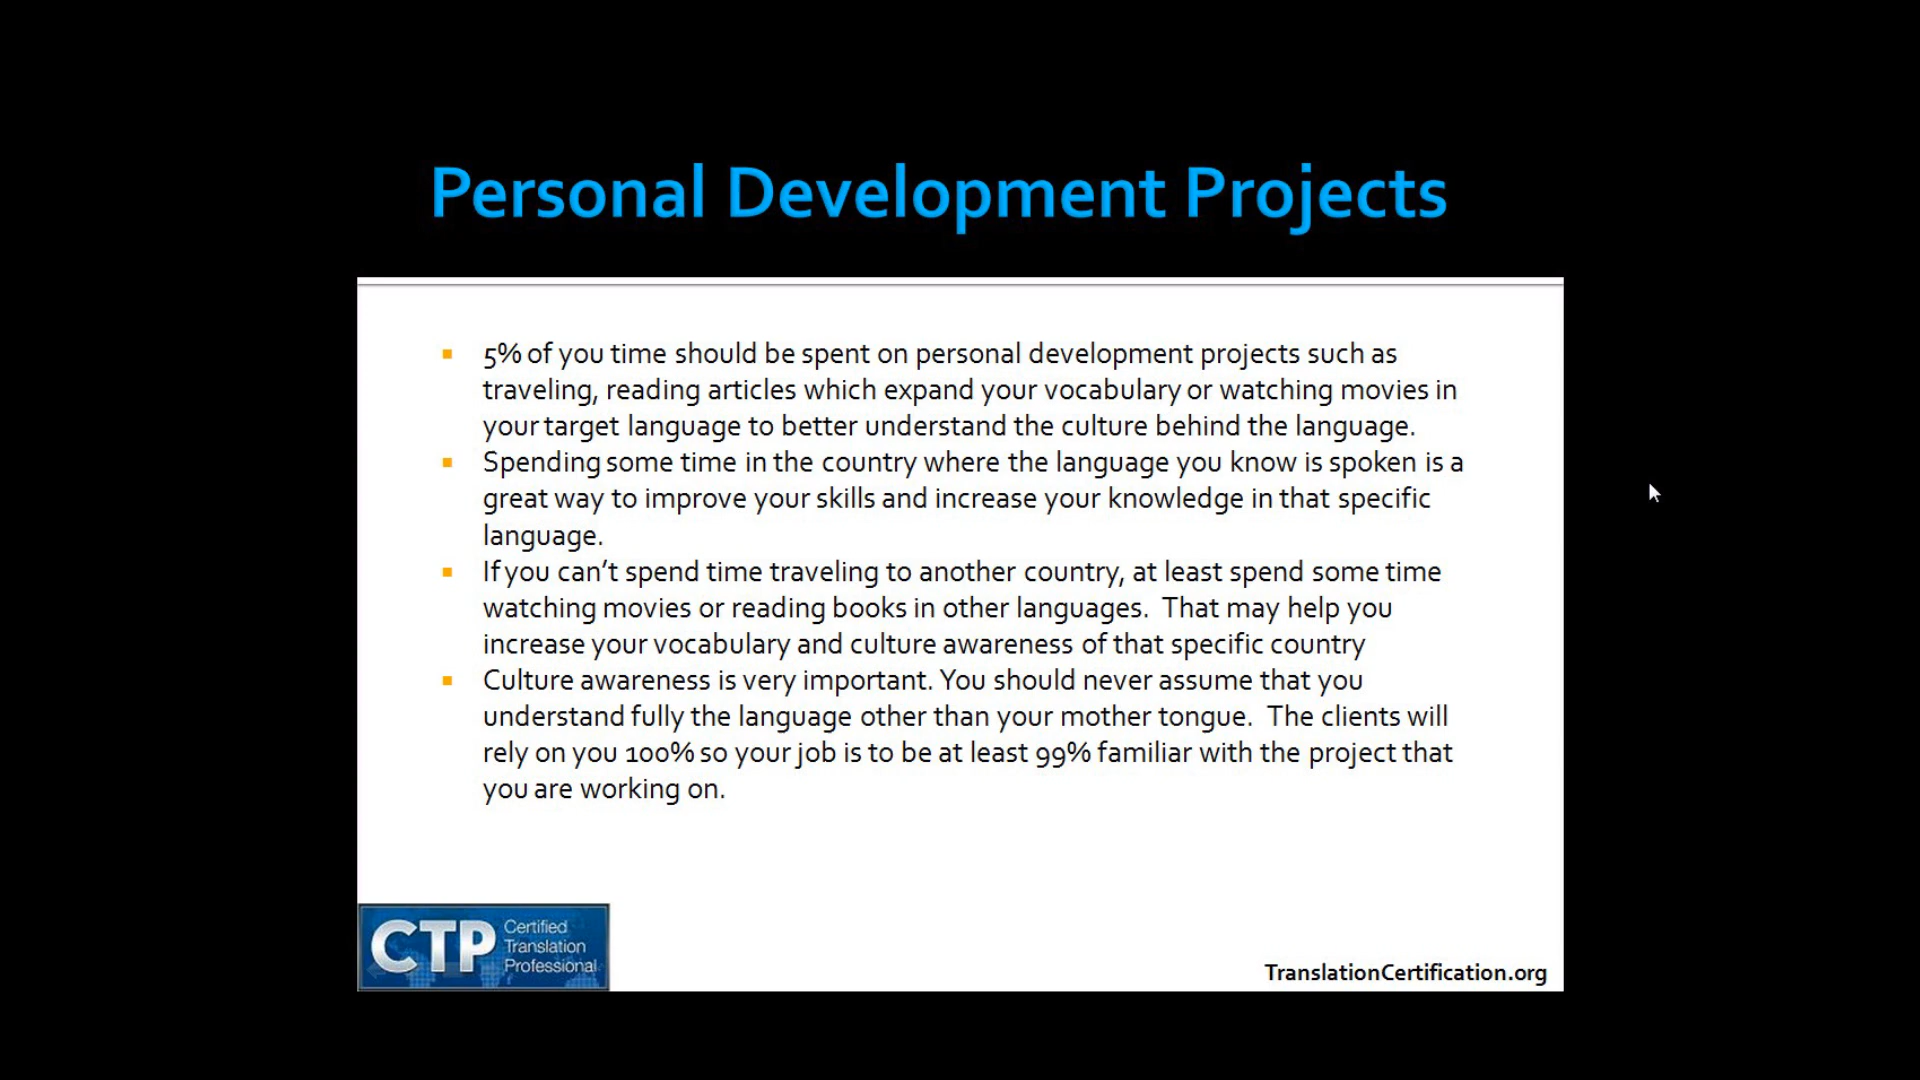 Personal Development Projects
5% of you time should be spent on personal development projects such as
traveling, reading articles which expand your vocabulary or watching movies in
your target language to better understand the culture behind the language.
Spending some time in the country where the language you know is spoken is a
great way to improve your skills and increase your knowledge in that specific
language.
If you can’t spend time traveling to another country, at least spend some time
watching movies or reading books in other languages.  That may help you
increase your vocabulary and culture awareness of that specific country
Culture awareness is very important. You should never assume that you
understand fully the language other than your mother tongue.  The clients will
rely on you 100% so your job is to be at least 99% familiar with the project that
you are working on.
CTP
Certified
Translation
Professional
TranslationCertification.org